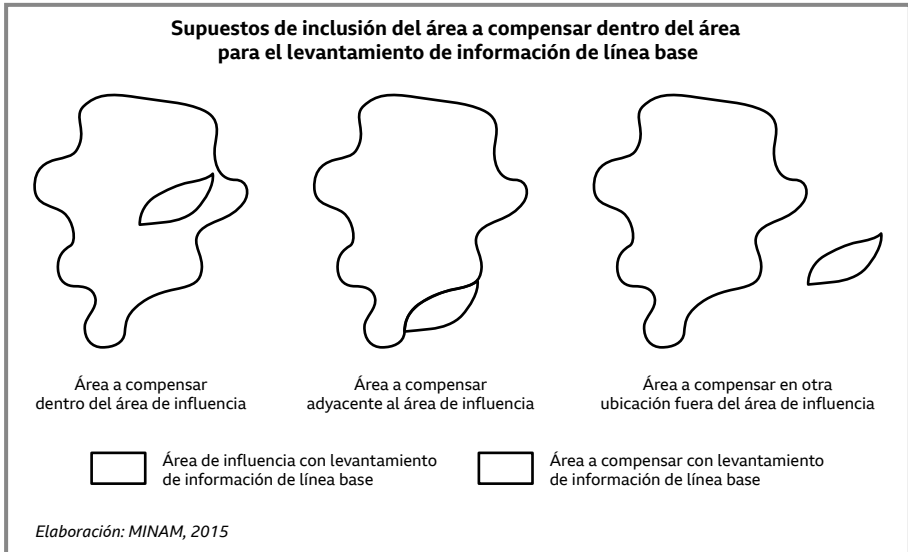 Supuestos de inclusión del área a compensar dentro del área
para el levantamiento de información de línea base
Área a compensar
dentro del área de influencia
Área a compensar
adyacente al área de influencia
Área a compensar en otra
ubicación fuera del área de influencia
Área de influencia con levantamiento
de información de línea base
Área a compensar con levantamiento
de información de línea base
Elaboración: MINAM, 2015